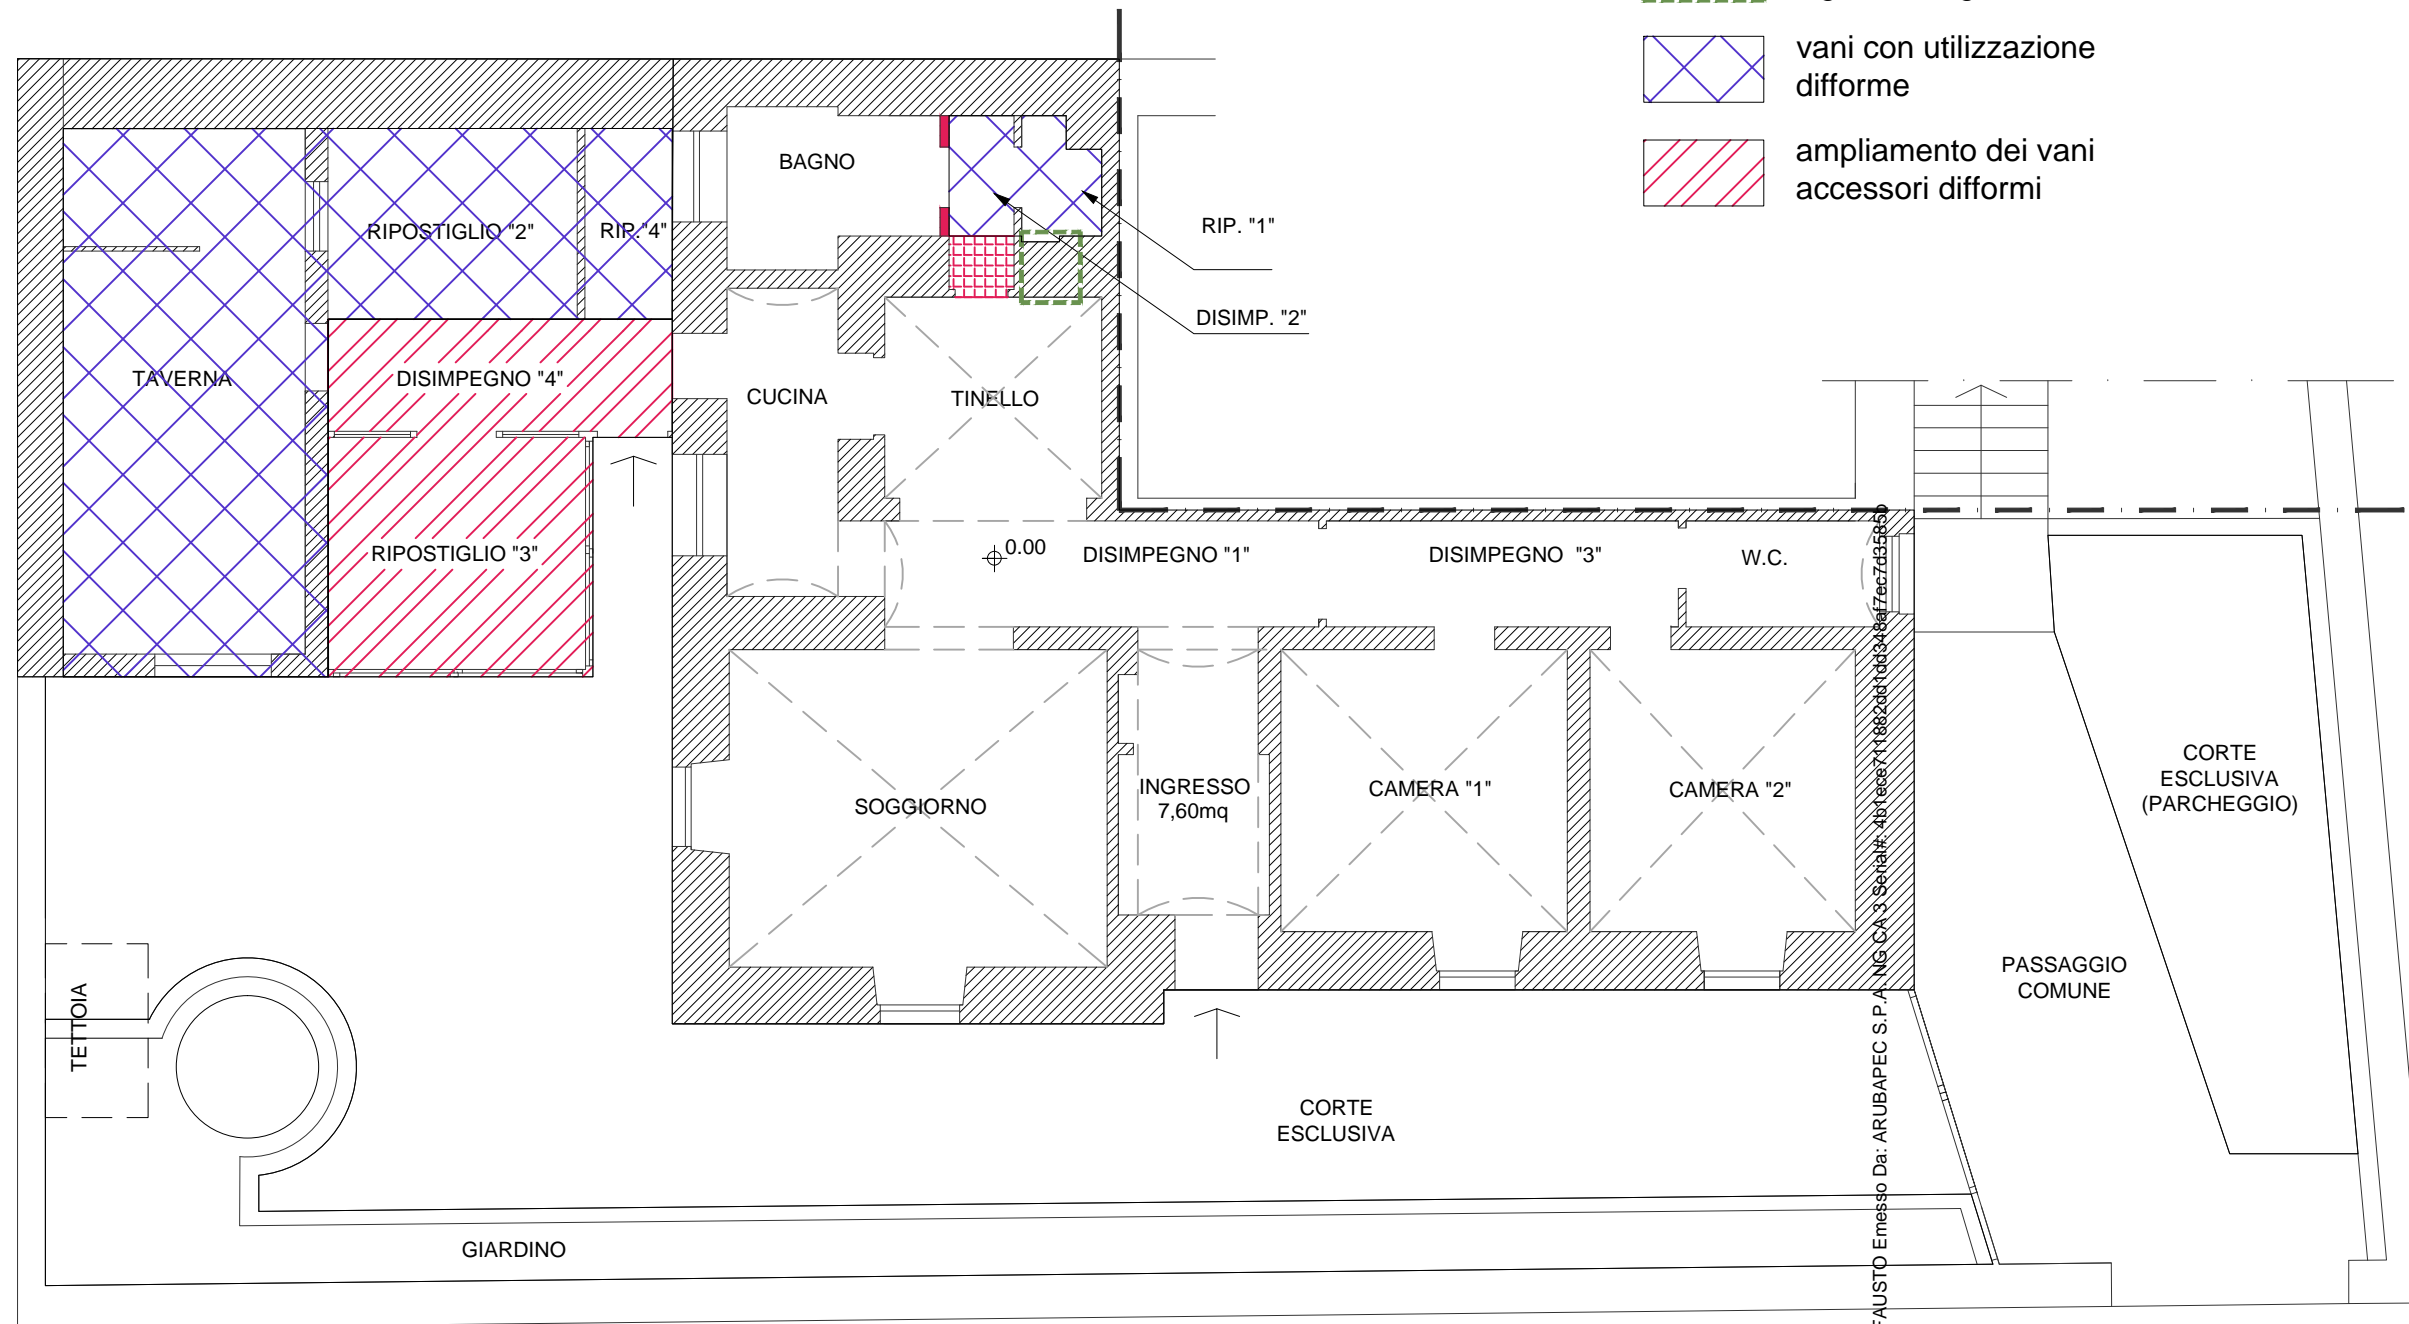 vani con utilizzazione
difforme
ampliamento dei vani
accessori difformi
BAGNO
RIPOSTIGLIO "2"
RIP."4"
RIP. "1"
DISIMP. "2"
TAVERNA
DISIMPEGNO "4"
CUCINA
TINELLO
RIPOSTIGLIO "3"
0.00
DISIMPEGNO "1"
DISIMPEGNO "3"
W.C.
SOGGIORNO
INGRESSO
7,60mq
CAMERA "1"
CAMERA "2"
CORTE
ESCLUSIVA
(PARCHEGGIO)
PASSAGGIO
COMUNE
TETTOIA
CORTE
ESCLUSIVA
GIARDINO
FAUSTO Emesso Da: ARUBAPEC S.P.A. NG CA 3 Serial#: 4b1ece711882dd1dd348af7ec7d3585b